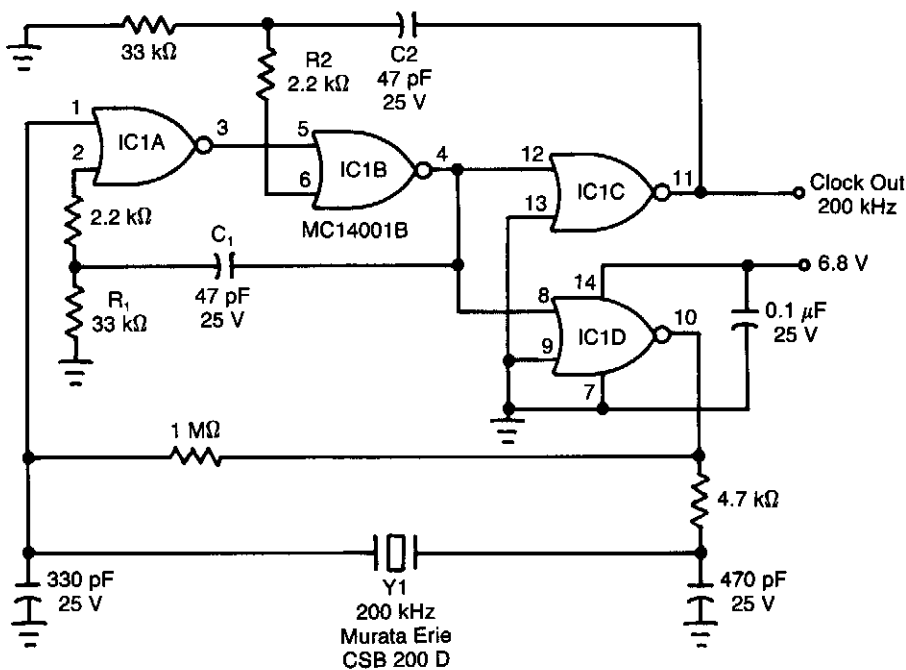 33 kΩ
R2
2.2 kΩ
C2
47 pF
25 V
1
IC1A
3
2
5
IC1B
4
6
MC14001B
12
IC1C
11
13
Clock Out
200 kHz
2.2 kΩ
C₁
47 pF
25 V
R₁
33 kΩ
6.8 V
14
8
IC1D
10
9
7
0.1 µF
25 V
1 MΩ
4.7 kΩ
330 pF
25 V
Y1
200 kHz
Murata Erie
CSB 200 D
470 pF
25 V